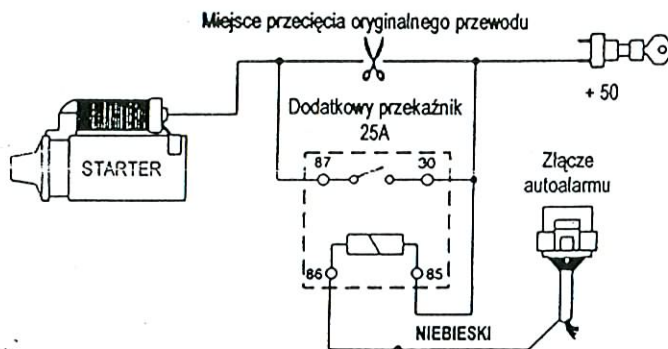 Miejsce przecięcia oryginalnego przewodu
+ 50
Dodatkowy przekaźnik
25A
STARTER
87
30
Złącze
autoalarmu
86
85
NIEBIESKI